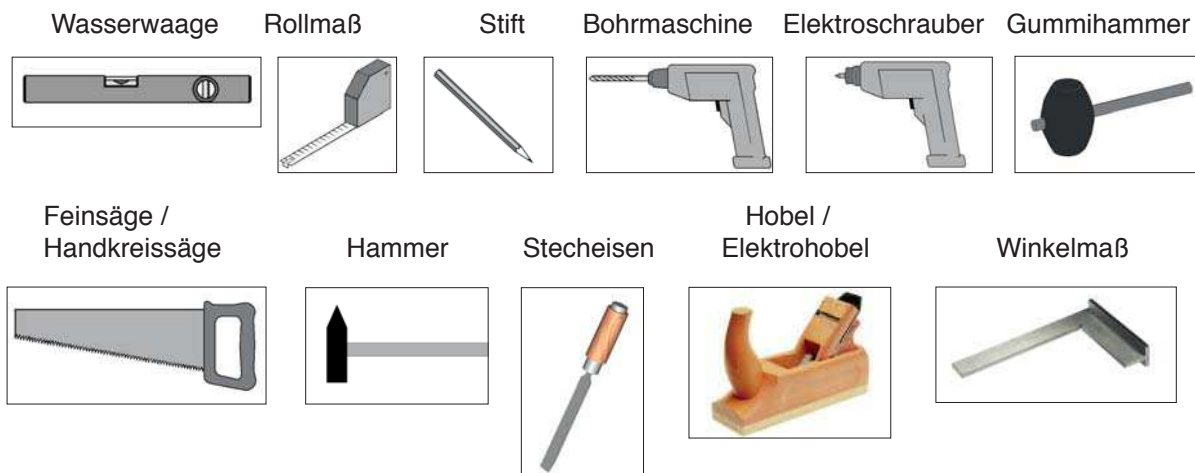 Wasserwaage Rollmaß Stift Bohrmaschine Elektroschrauber Gummihammer
Feinsäge /
Handkreissäge
Hammer
Stecheisen
Hobel /
Elektrohobel
Winkelmaß